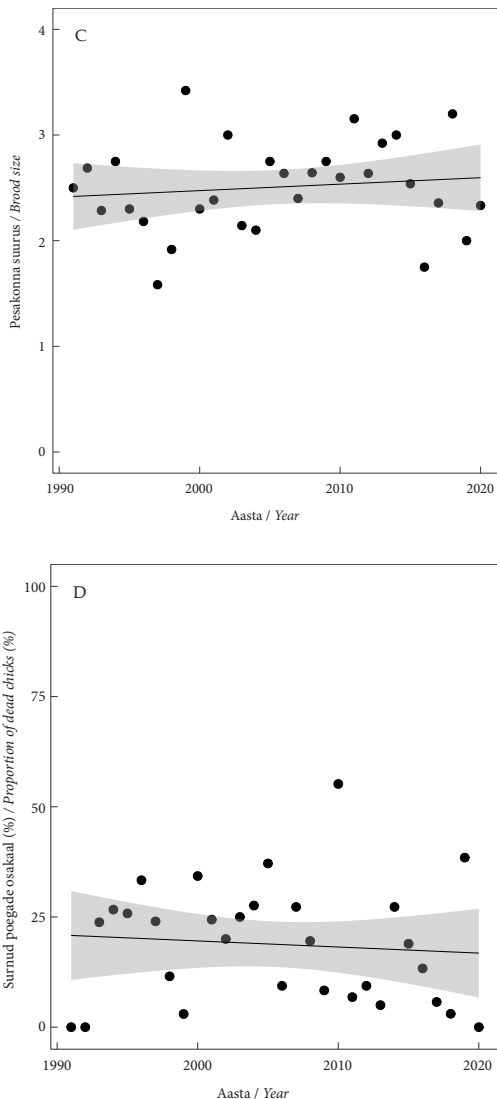 C
4
3
2
1
0
Pesakonna suurus / Brood size
1990 2000 2010 2020
Aasta / Year
D
100
75
50
25
0
Surnud poegade osakaal (%) / Proportion of dead chicks (%)
1990 2000 2010 2020
Aasta / Year